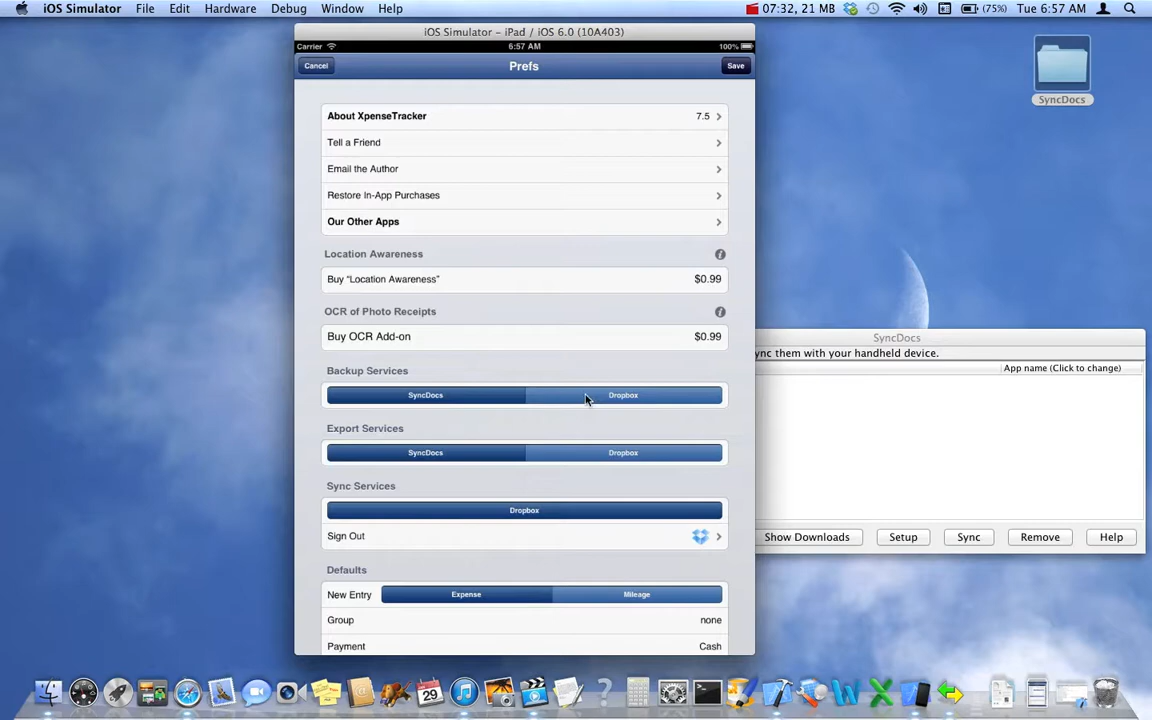 iOS Simulator File Edit Hardware Debug Window Help 07:32, 21 MB (75%) Tue 6:57 AM
iOS Simulator – iPad / iOS 6.0 (10A403)
Carrier 6:57 AM 100%
Cancel Prefs Save
SyncDocs
About XpenseTracker 7.5
Tell a Friend
Email the Author
Restore In-App Purchases
Our Other Apps
Location Awareness
Buy “Location Awareness” $0.99
OCR of Photo Receipts
Buy OCR Add-on $0.99
Backup Services
SyncDocs Dropbox
Export Services
SyncDocs Dropbox
Sync Services
Dropbox
Sign Out
Defaults
New Entry Expense Mileage
Group none
Payment Cash
SyncDocs
ync them with your handheld device.
App name (Click to change)
Show Downloads Setup Sync Remove Help
29